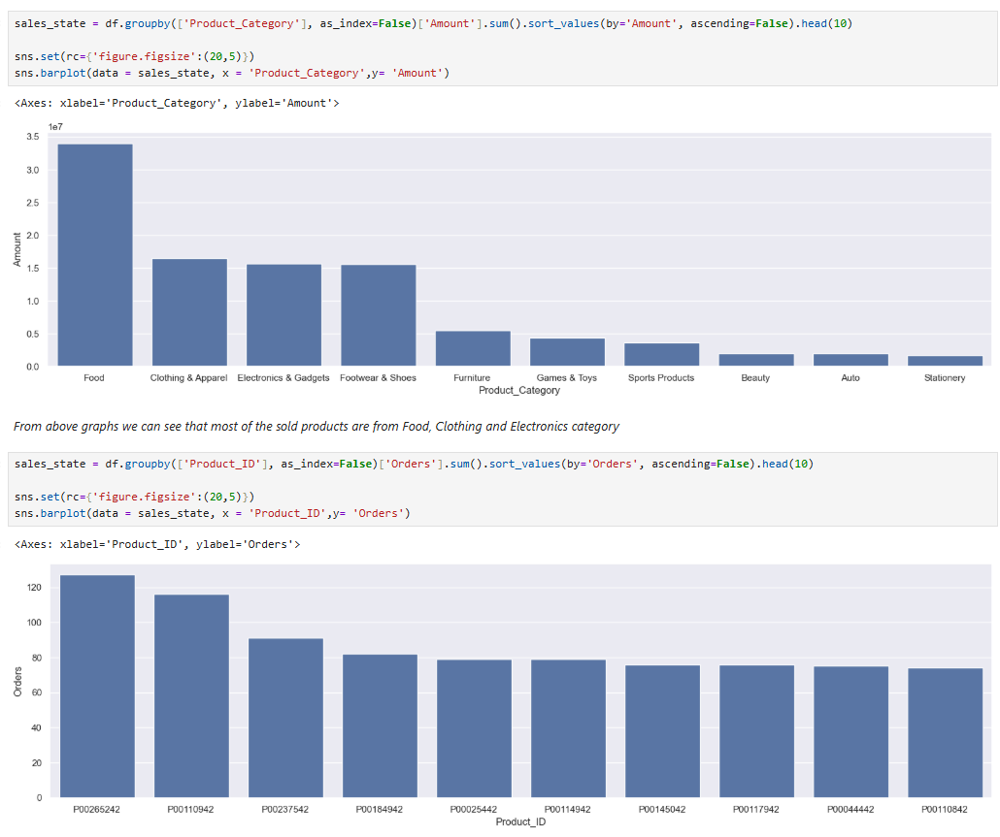 sales_state = df.groupby(['Product_Category'], as_index=False)['Amount'].sum().sort_values(by='Amount', ascending=False).head(10)
sns.set(rc={'figure.figsize':(20,5)})
sns.barplot(data = sales_state, x = 'Product_Category',y= 'Amount')
<Axes: xlabel='Product_Category', ylabel='Amount'>
1e7
3.5
3.0
2.5
2.0
1.5
1.0
0.5
0.0
Amount
Food Clothing & Apparel Electronics & Gadgets Footwear & Shoes Furniture Games & Toys Sports Products Beauty Auto Stationery
Product_Category
From above graphs we can see that most of the sold products are from Food, Clothing and Electronics category
sales_state = df.groupby(['Product_ID'], as_index=False)['Orders'].sum().sort_values(by='Orders', ascending=False).head(10)
sns.set(rc={'figure.figsize':(20,5)})
sns.barplot(data = sales_state, x = 'Product_ID',y= 'Orders')
<Axes: xlabel='Product_ID', ylabel='Orders'>
120
100
80
60
40
20
0
Orders
P00265242 P00110942 P00237542 P00184942 P00025442 P00114942 P00145042 P00117942 P00044442 P00110842
Product_ID